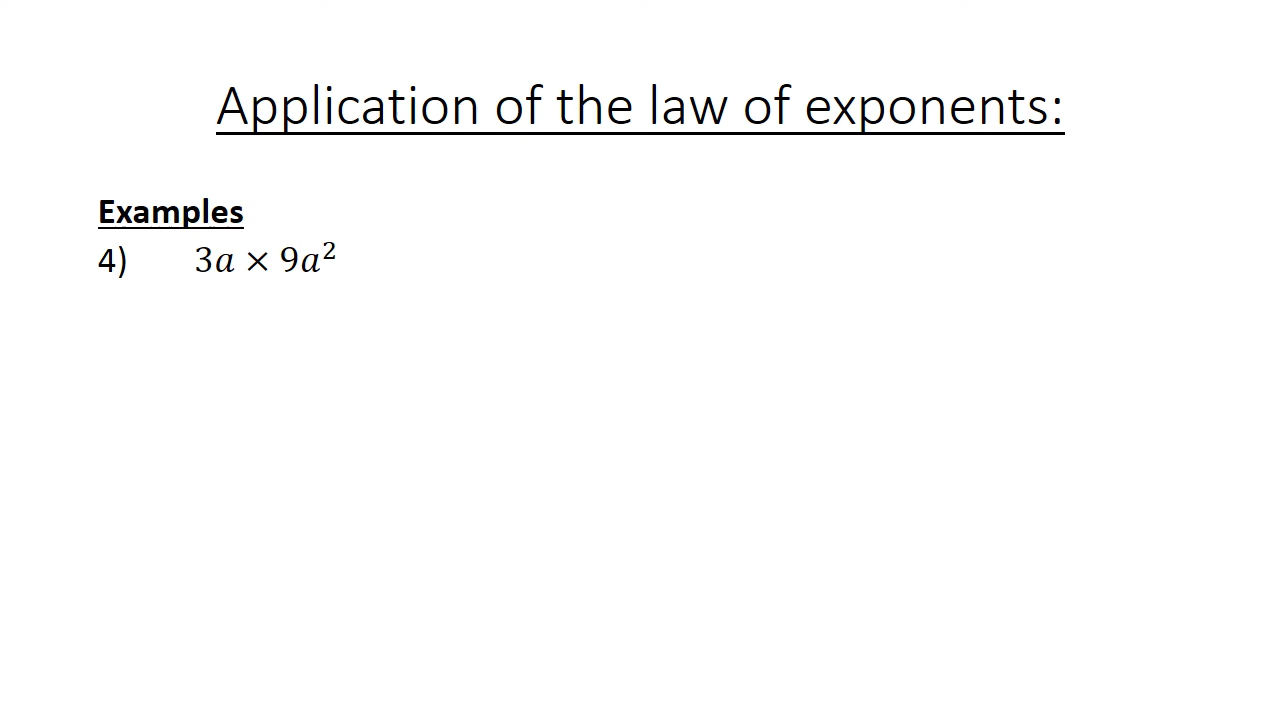 Application of the law of exponents:
Examples
4) 3a × 9a²